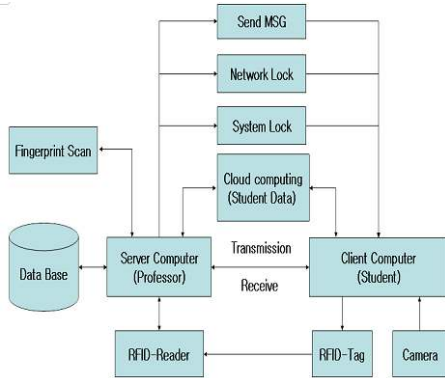 Send MSG
Network Lock
System Lock
Fingerprint Scan
Cloud computing
(Student Data)
Data Base
Server Computer
(Professor)
Transmission
Receive
Client Computer
(Student)
RFID-Reader
RFID-Tag
Camera